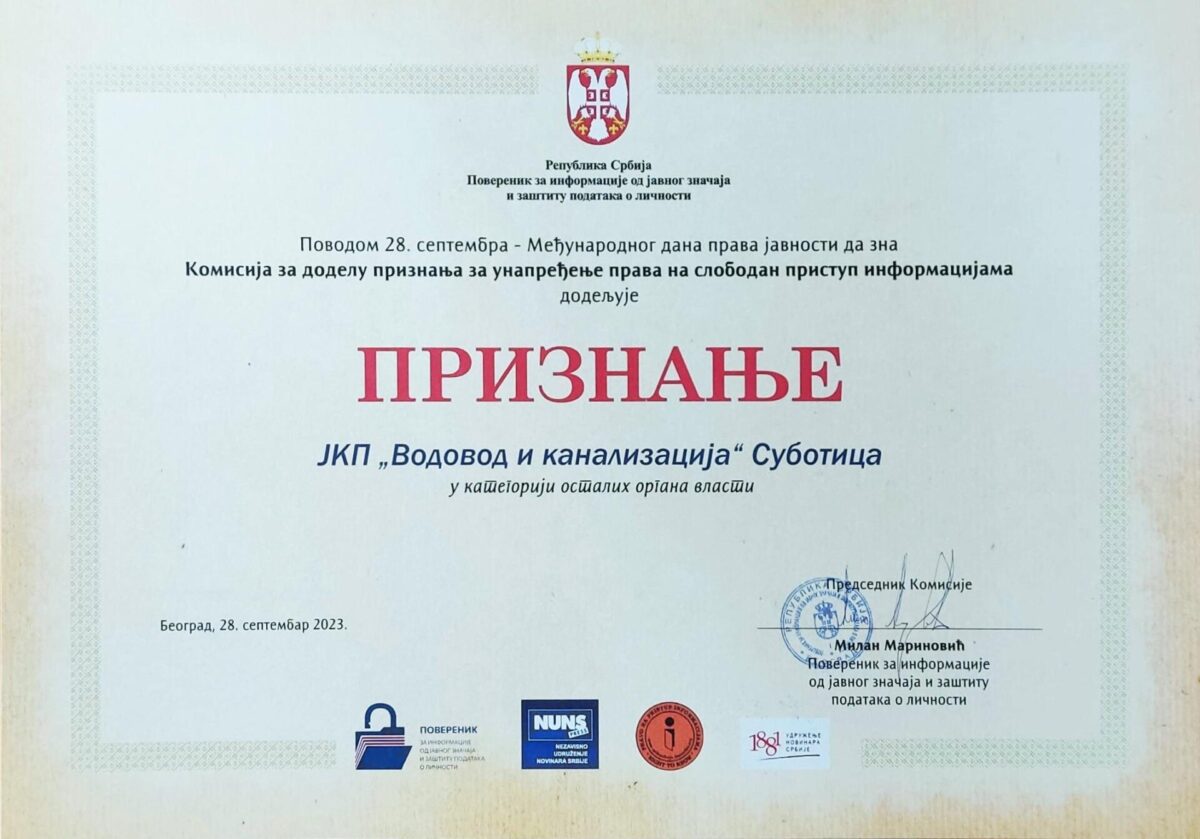 Република Србија
Повереник за информације од јавног значаја
и заштиту података о личности
Поводом 28. септембра - Међународног дана права јавности да зна
Комисија за доделу признања за унапређење права на слободан приступ информацијама
додељује
ПРИЗНАЊЕ
ЈКП „Водовод и канализација“ Суботица
у категорији осталих органа власти
Председник Комисије
Београд, 28. септембар 2023.
Милан Мариновић
Повереник за информације
од јавног значаја и заштиту
података о личности
ПОВЕРЕНИК
ЗА ИНФОРМАЦИЈЕ
ОД ЈАВНОГ ЗНАЧАЈА
И ЗАШТИТУ ПОДАТАКА
О ЛИЧНОСТИ
NUNS
PRESS
NEZAVISNO
UDRUŽENJE
NOVINARA SRBIJE
1881
УДРУЖЕЊЕ
НОВИНАРА
СРБИЈЕ